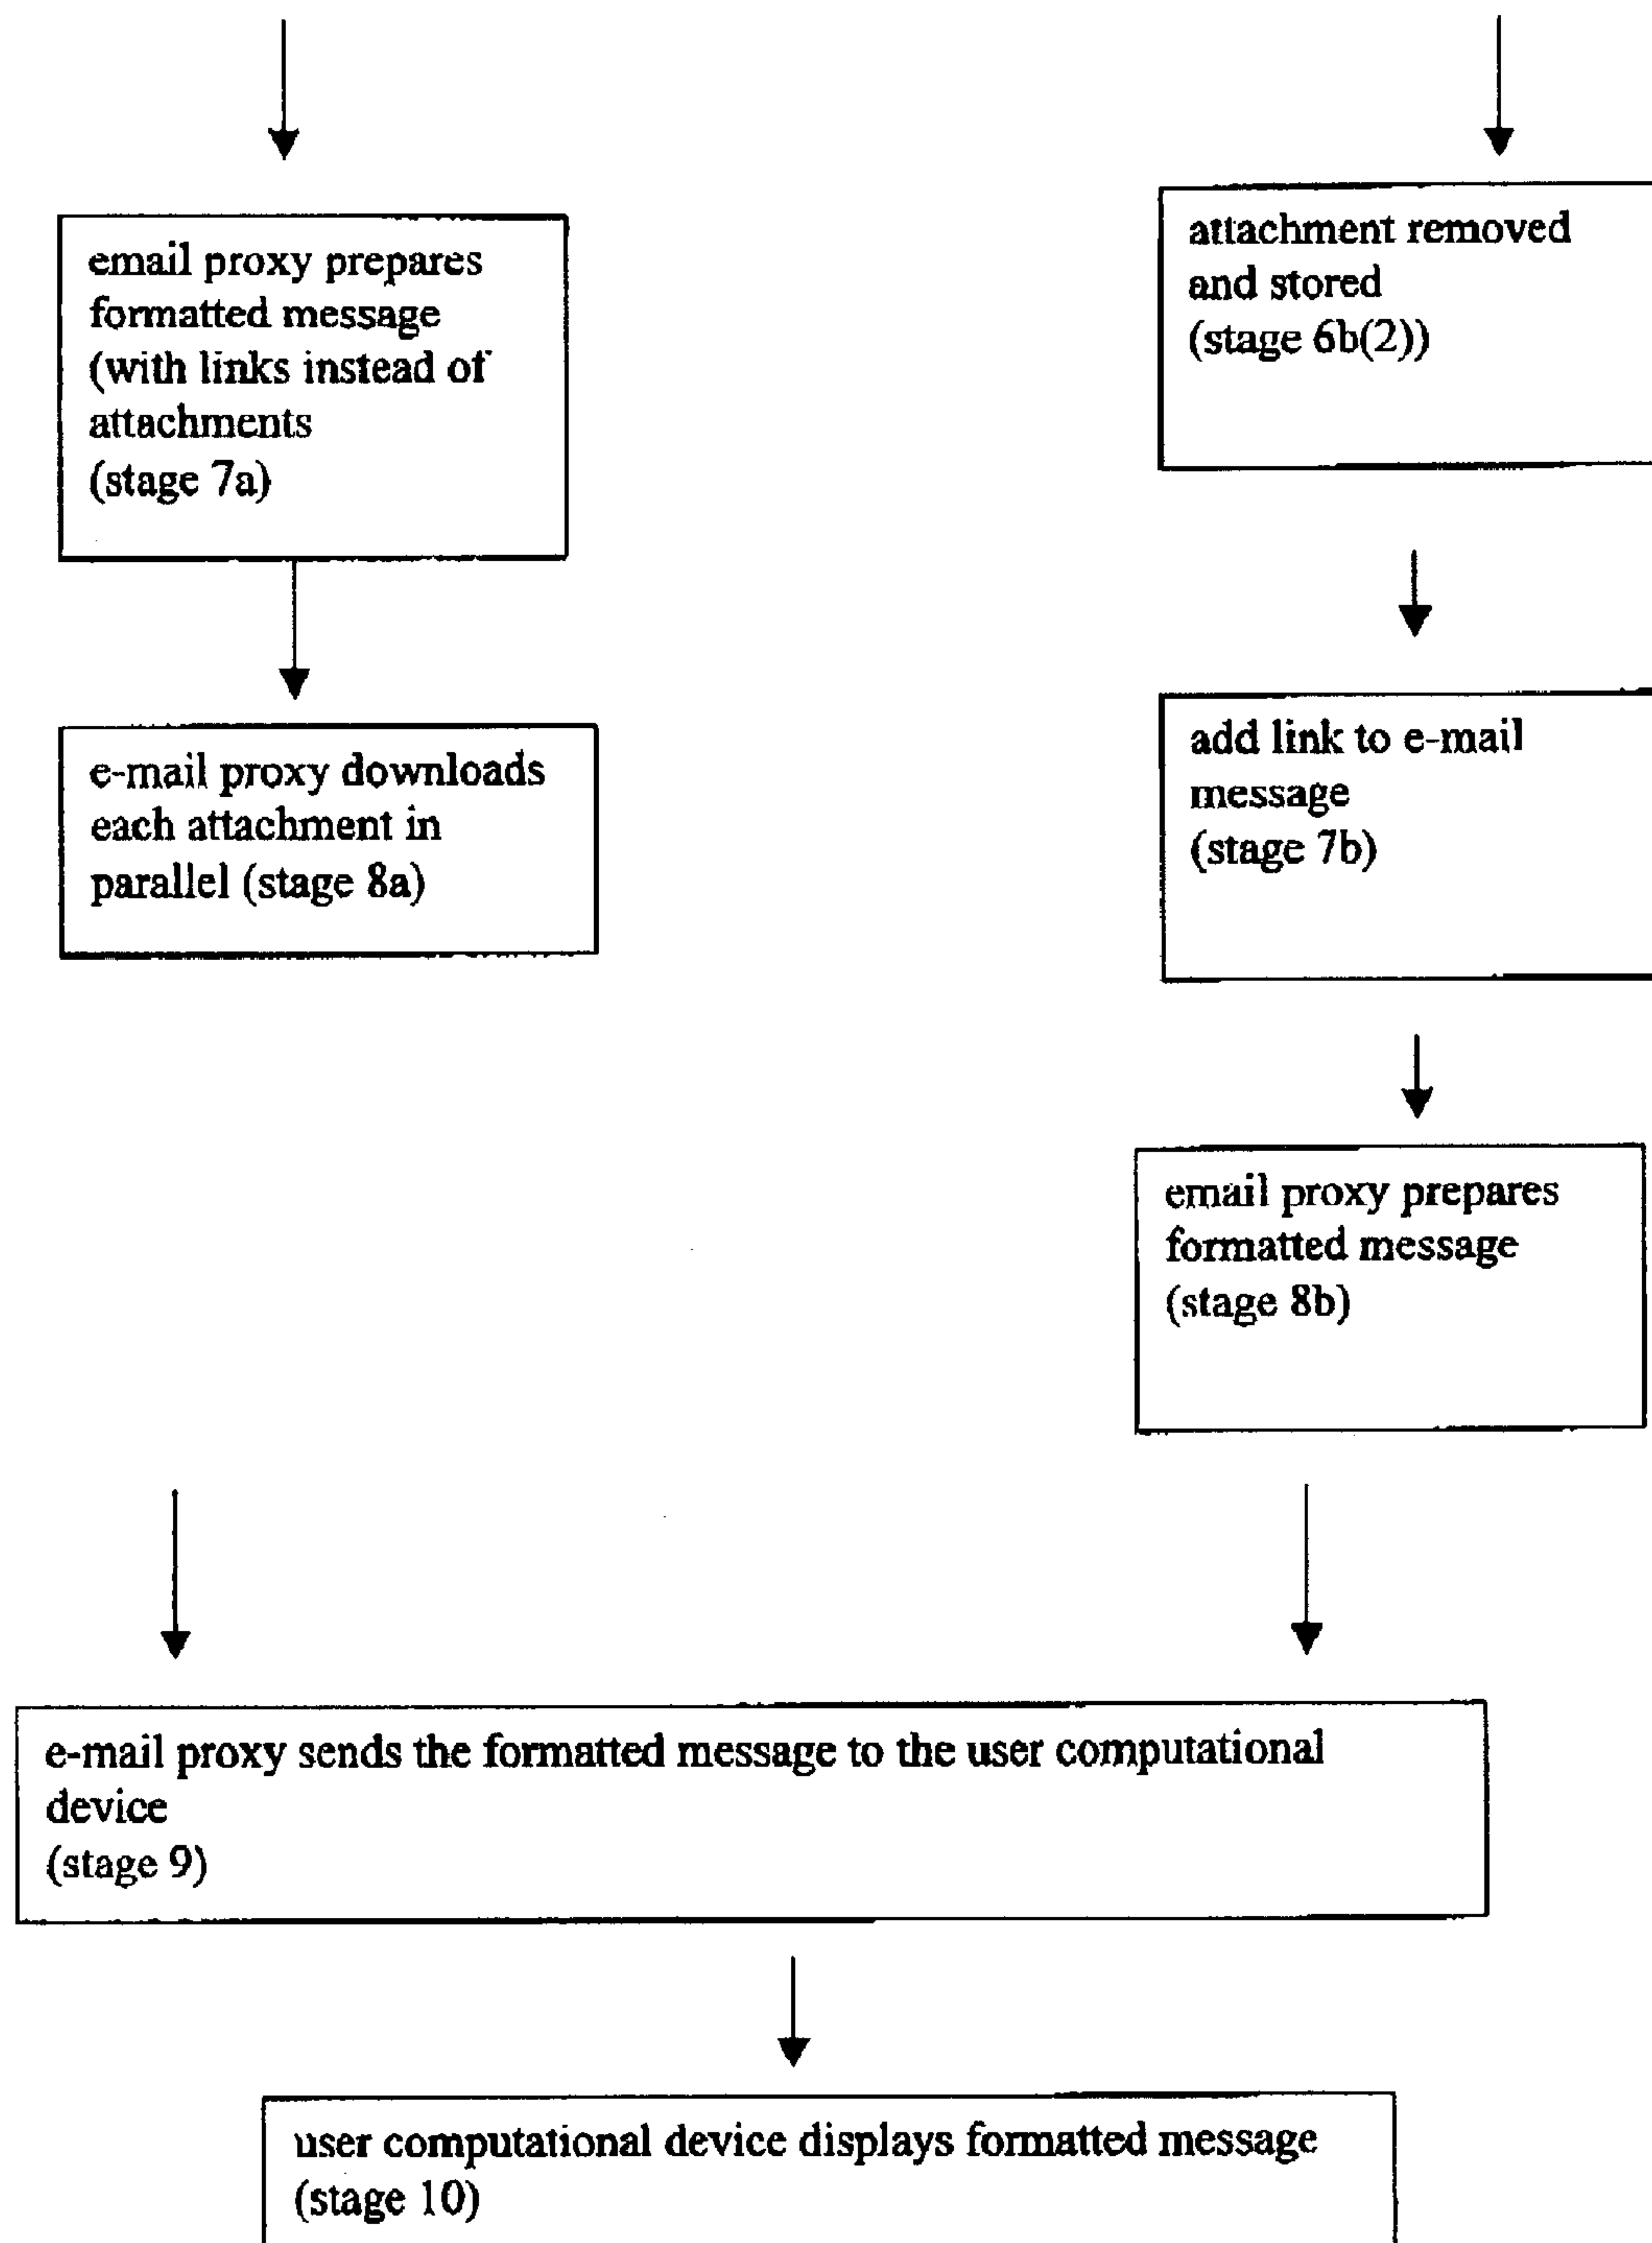 email proxy prepares
formatted message
(with links instead of
attachments
(stage 7a)
e-mail proxy downloads
each attachment in
parallel (stage 8a)
attachment removed
and stored
(stage 6b(2))
add link to e-mail
message
(stage 7b)
email proxy prepares
formatted message
(stage 8b)
e-mail proxy sends the formatted message to the user computational
device
(stage 9)
user computational device displays formatted message
(stage 10)